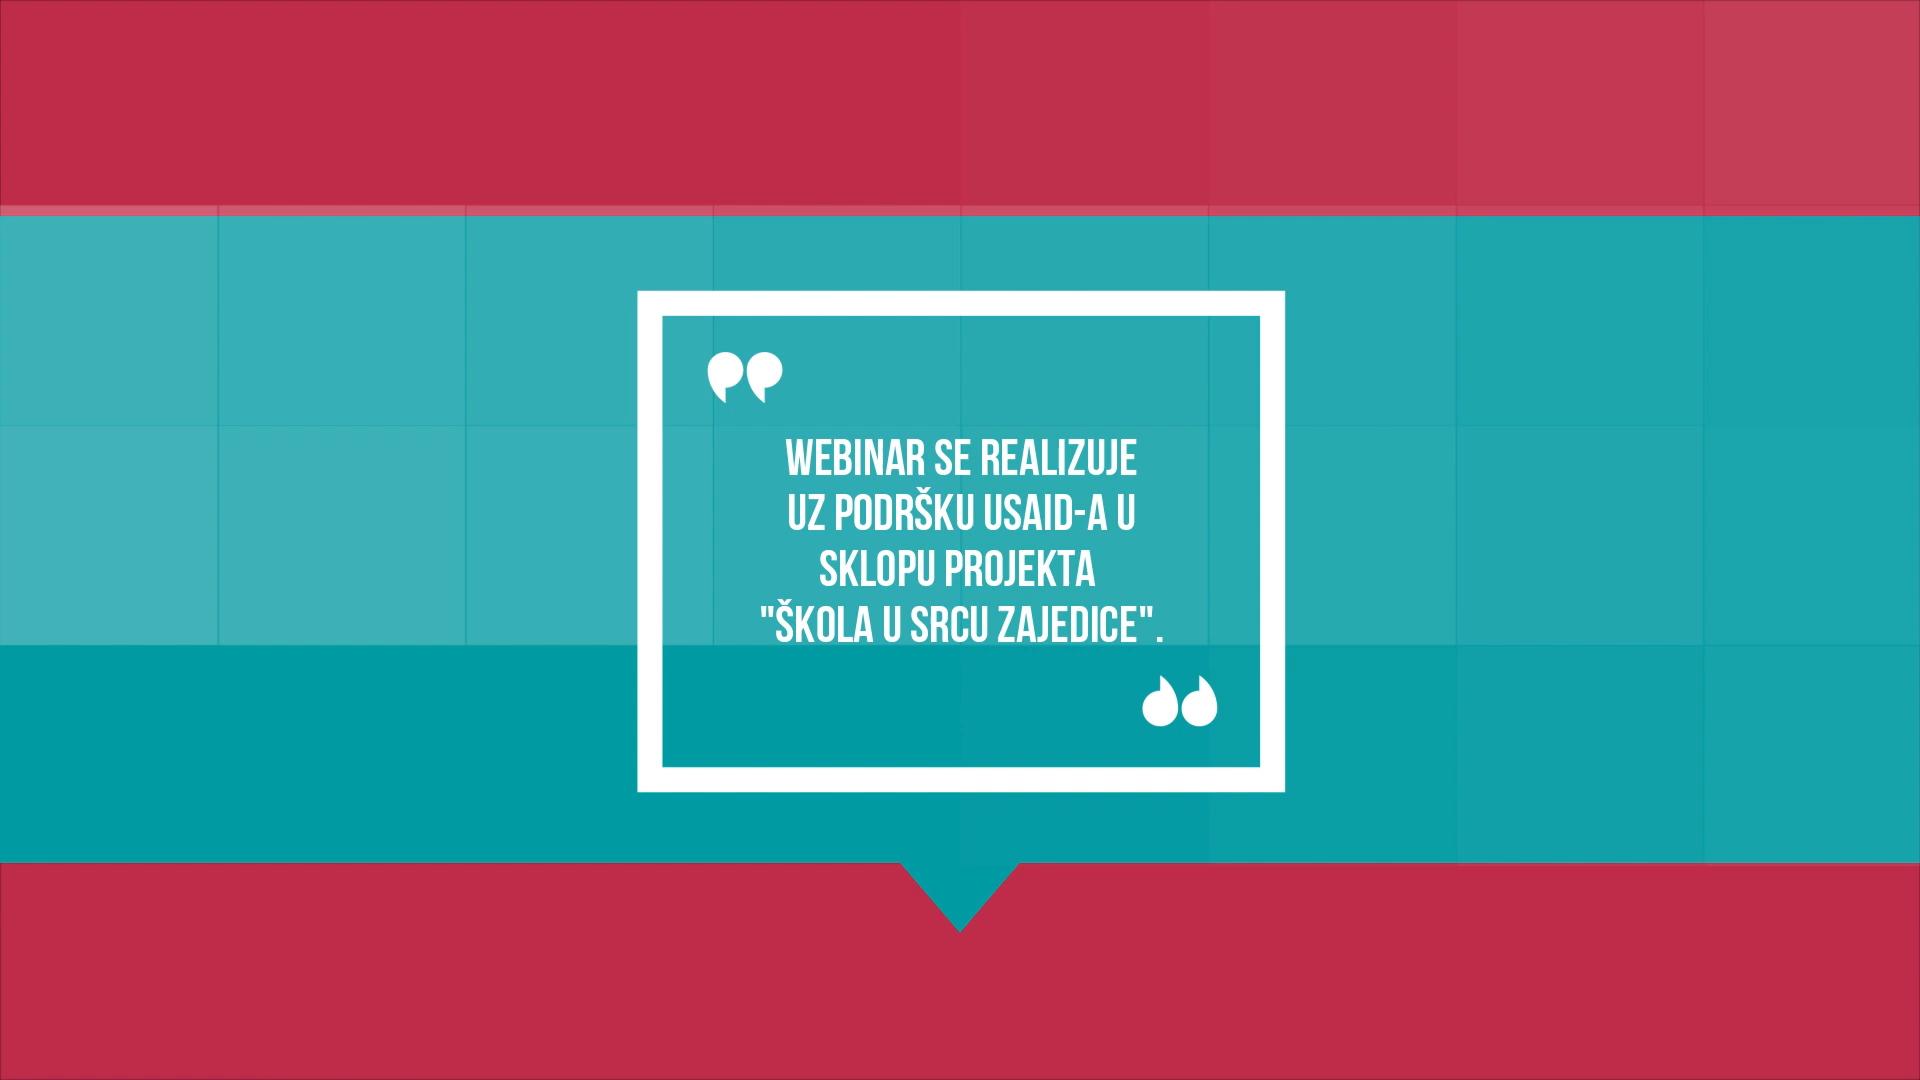 WEBINAR SE REALIZUJE
UZ PODRŠKU USAID-A U
SKLOPU PROJEKTA
"ŠKOLA U SRCU ZAJEDICE".